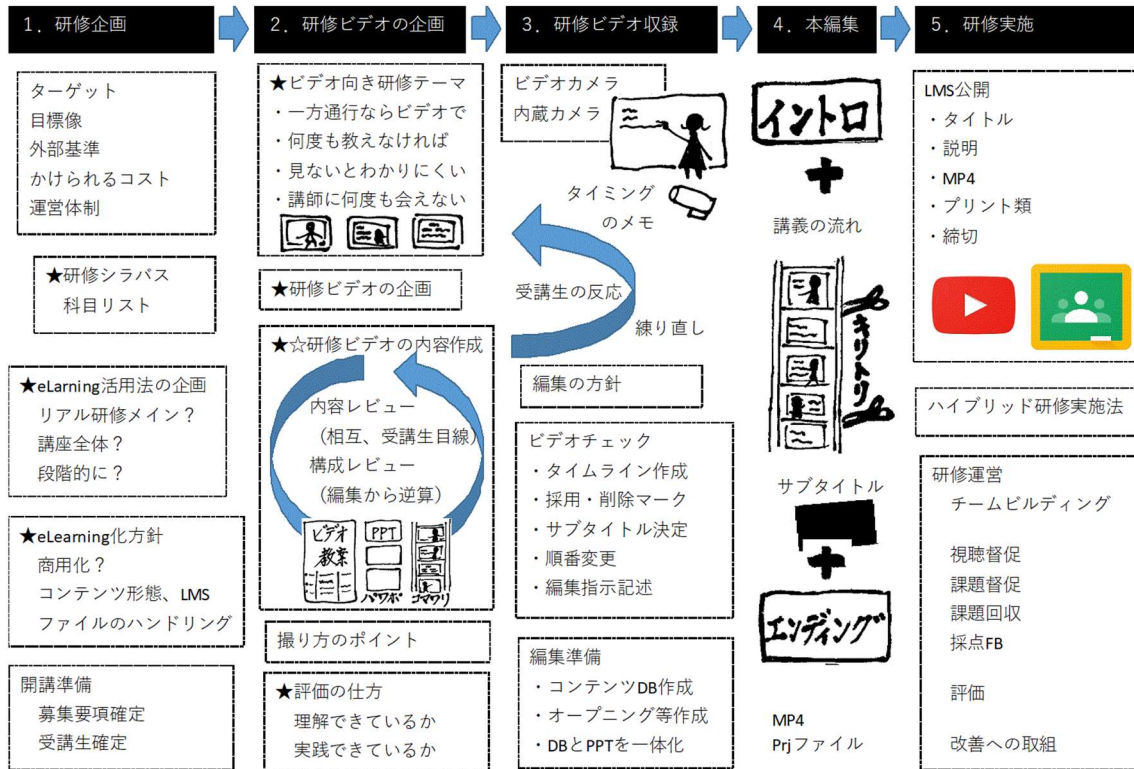 1．研修企画
ターゲット
目標像
外部基準
かけられるコスト
運営体制
★研修シラバス
科目リスト
★eLarning活用法の企画
リアル研修メイン？
講座全体？
段階的に？
★eLearning化方針
商用化？
コンテンツ形態、LMS
ファイルのハンドリング
開講準備
募集要項確定
受講生確定
2．研修ビデオの企画
★ビデオ向き研修テーマ
・一方通行ならビデオで
・何度も教えなければ
・見ないとわかりにくい
・講師に何度も会えない
★研修ビデオの企画
★☆研修ビデオの内容作成
内容レビュー
（相互、受講生目線）
構成レビュー
（編集から逆算）
ビデオ
教案
PPT
パワポ
コマワリ
撮り方のポイント
★評価の仕方
理解できているか
実践できているか
3．研修ビデオ収録
ビデオカメラ
内蔵カメラ
タイミング
のメモ
受講生の反応
練り直し
編集の方針
ビデオチェック
・タイムライン作成
・採用・削除マーク
・サブタイトル決定
・順番変更
・編集指示記述
編集準備
・コンテンツDB作成
・オープニング等作成
・DBとPPTを一体化
4．本編集
イントロ
+
講義の流れ
キリトリ
サブタイトル
+
エンディング
MP4
Prjファイル
5．研修実施
LMS公開
・タイトル
・説明
・MP4
・プリント類
・締切
ハイブリッド研修実施法
研修運営
チームビルディング
視聴督促
課題督促
課題回収
採点FB
評価
改善への取組